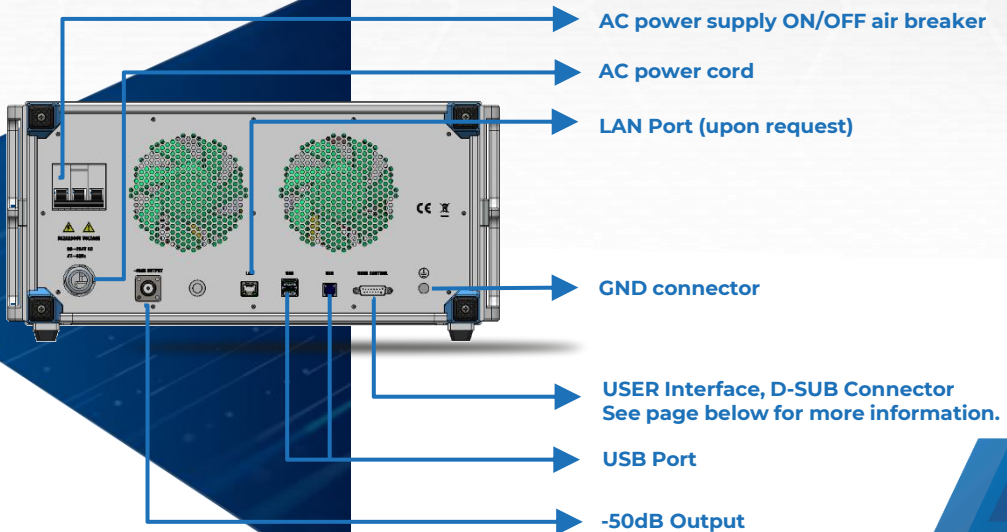 AC power supply ON/OFF air breaker
AC power cord
LAN Port (upon request)
CE
GND connector
USER Interface, D-SUB Connector
See page below for more information.
USB Port
-50dB Output